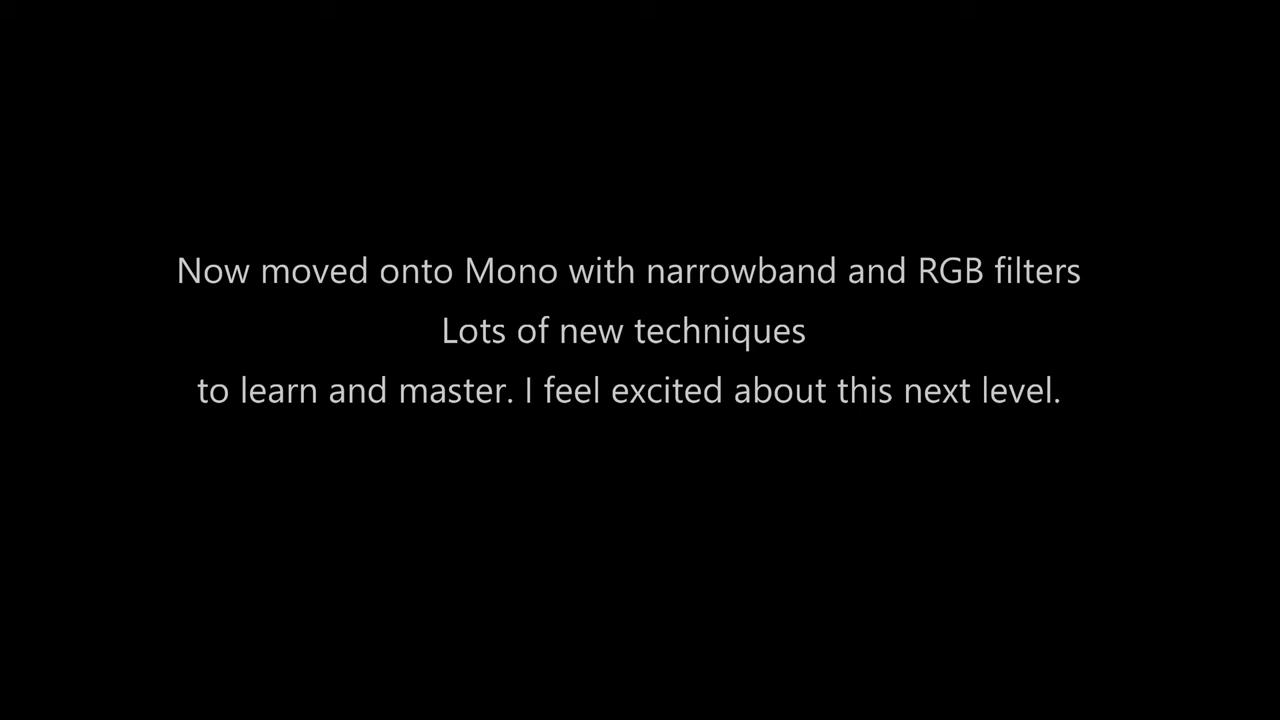 Now moved onto Mono with narrowband and RGB filters
Lots of new techniques
to learn and master. I feel excited about this next level.